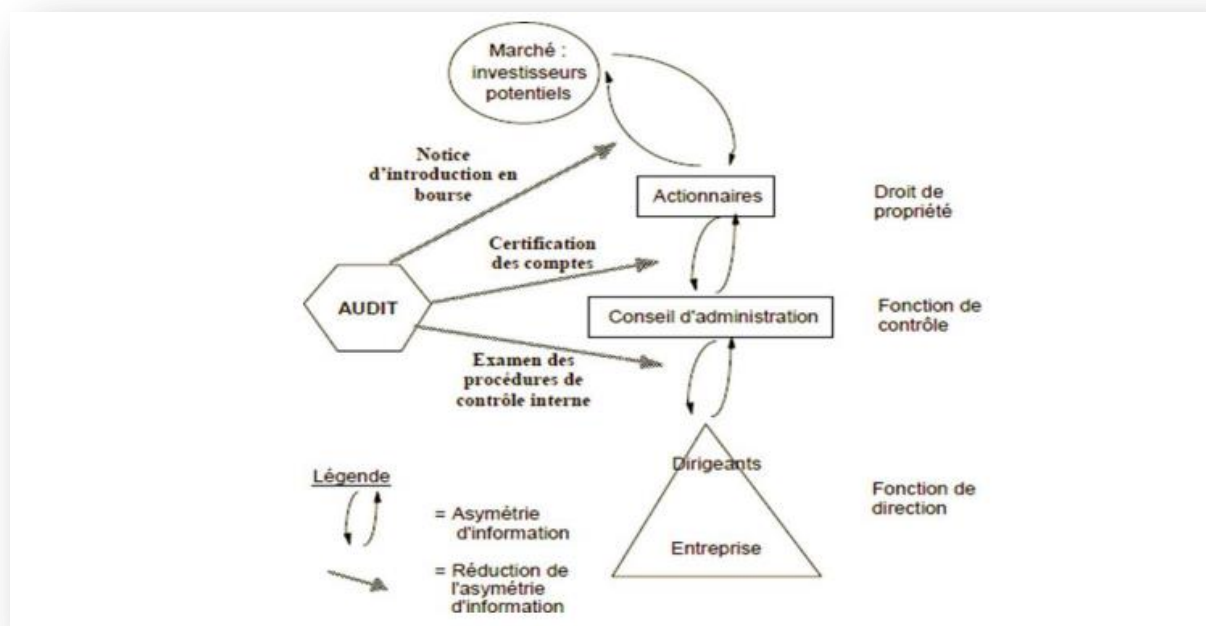 Marché :
investisseurs
potentiels
Notice
d'introduction en
bourse
Actionnaires
Droit de
propriété
Certification
des comptes
AUDIT
Conseil d'administration
Fonction de
contrôle
Examen des
procédures de
contrôle interne
Dirigeants
Entreprise
Fonction de
direction
Légende
= Asymétrie
d'information
= Réduction de
l'asymétrie
d'information